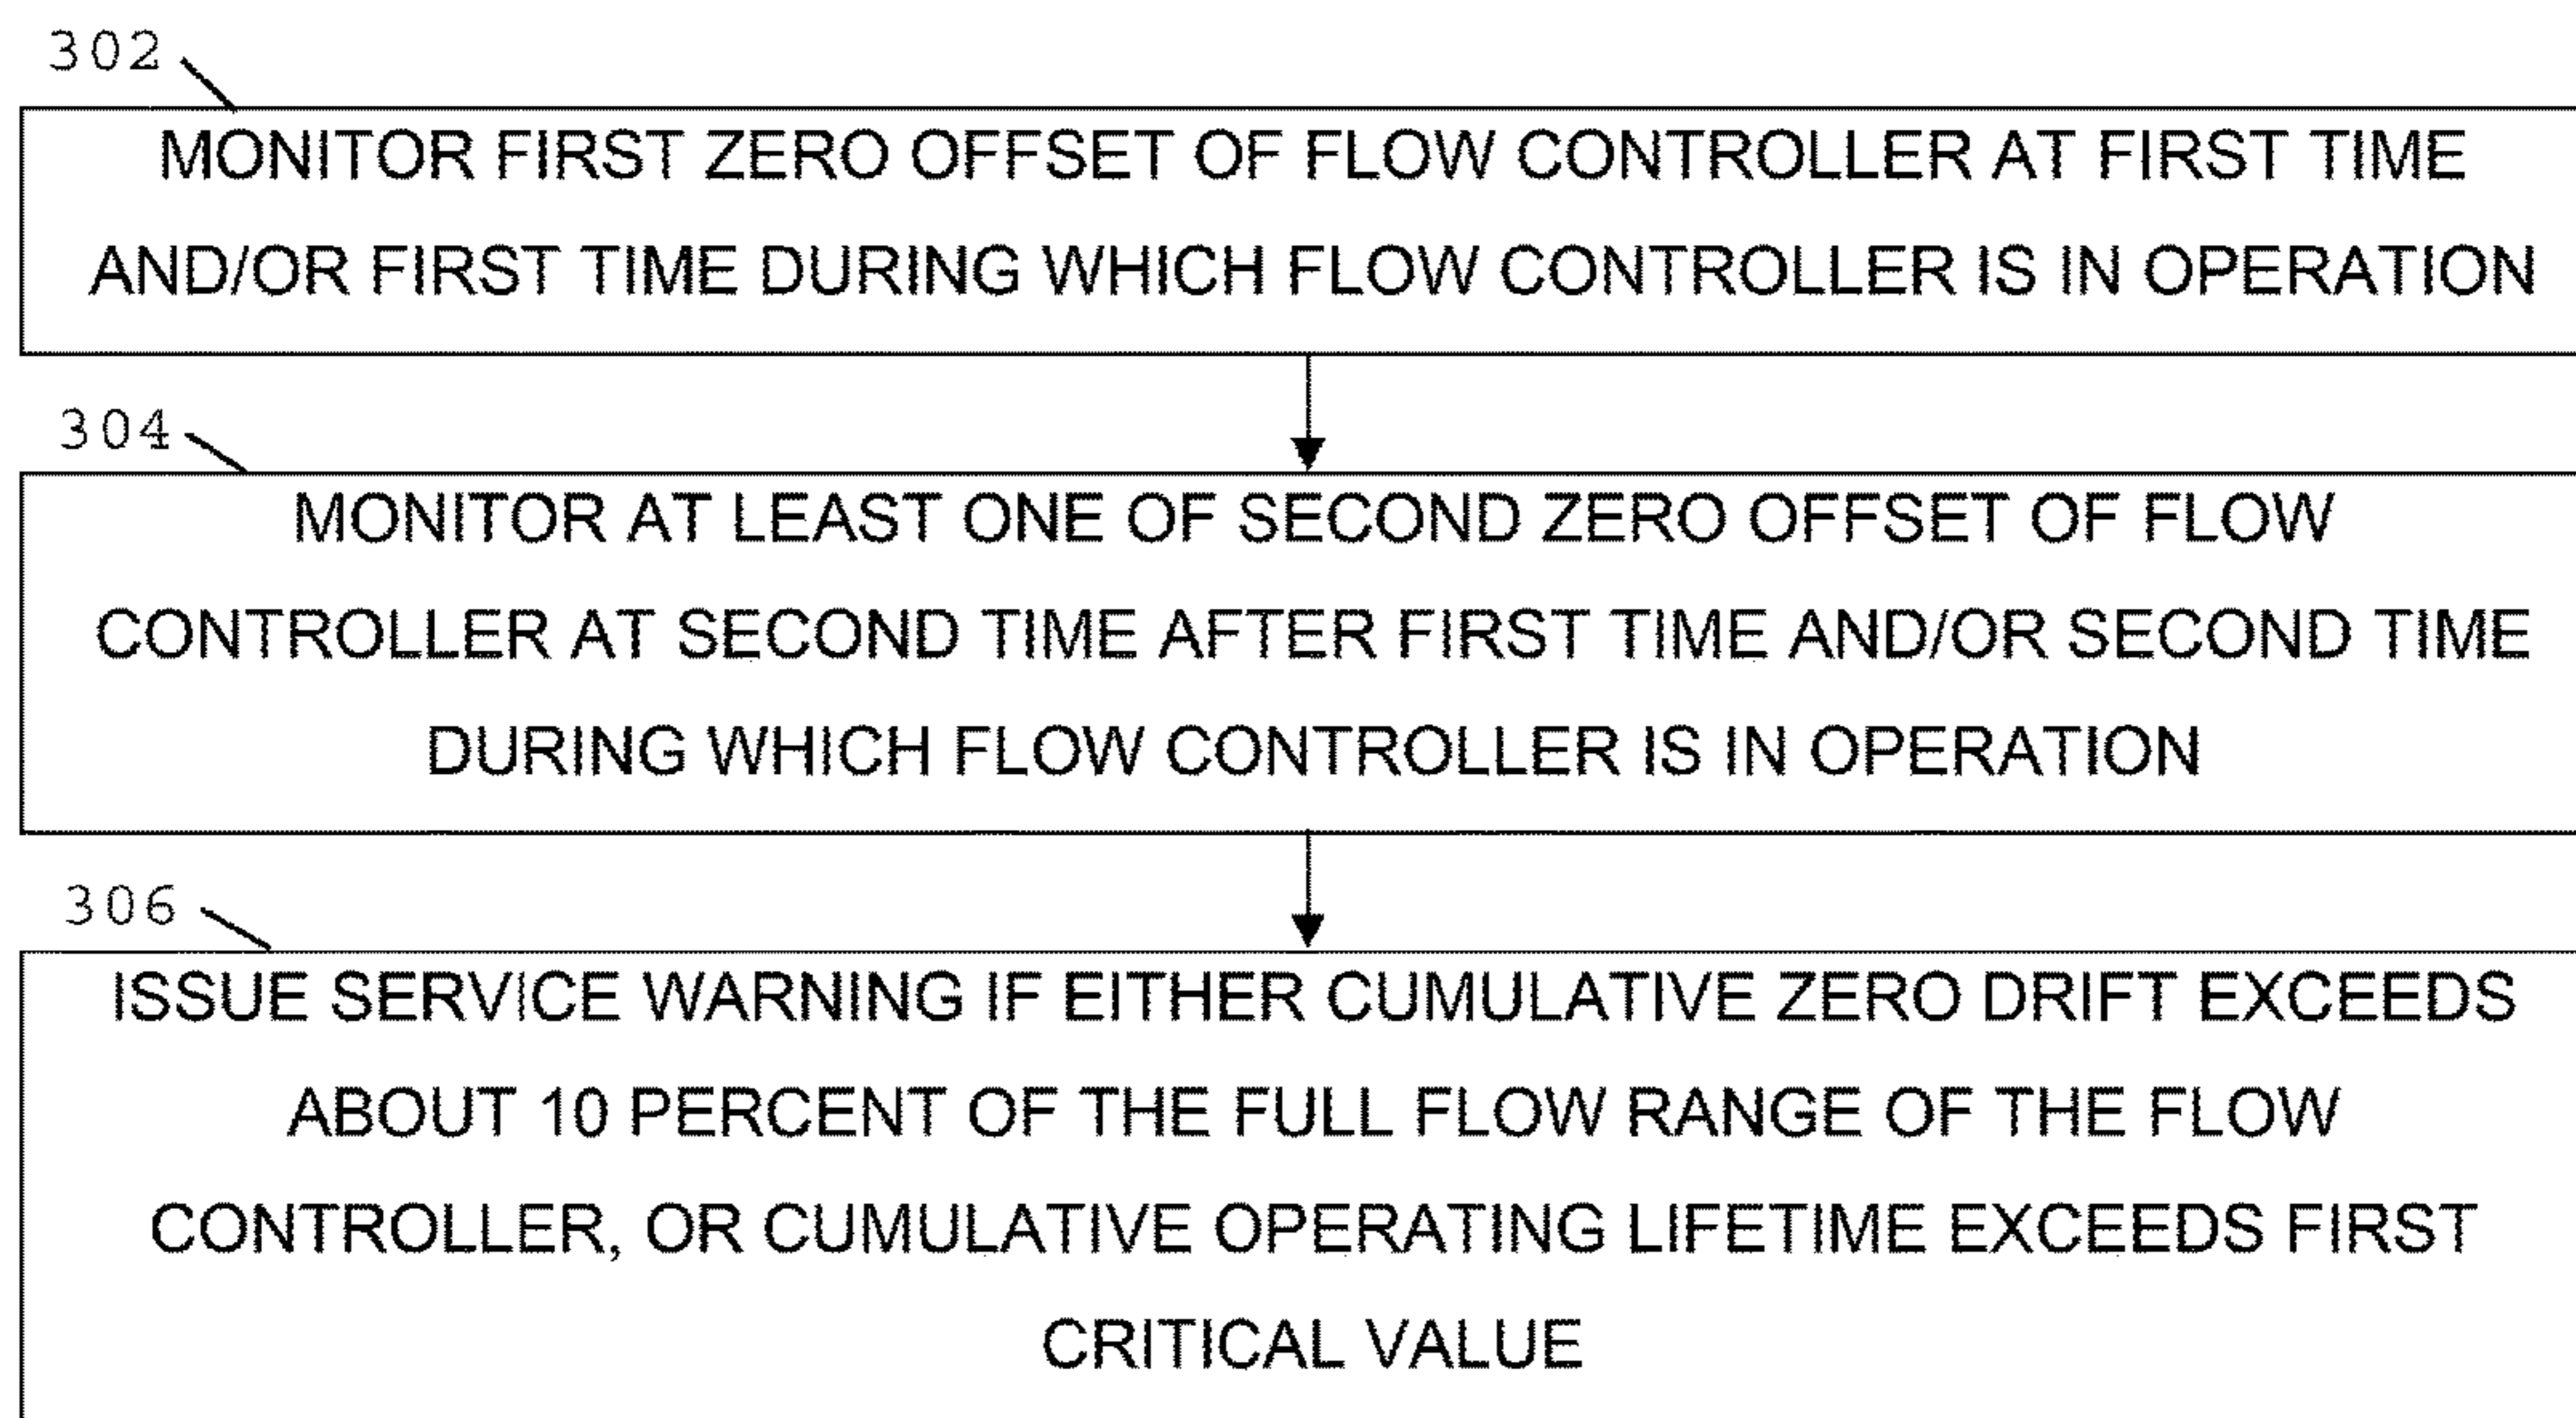 302
MONITOR FIRST ZERO OFFSET OF FLOW CONTROLLER AT FIRST TIME
AND/OR FIRST TIME DURING WHICH FLOW CONTROLLER IS IN OPERATION
304
MONITOR AT LEAST ONE OF SECOND ZERO OFFSET OF FLOW
CONTROLLER AT SECOND TIME AFTER FIRST TIME AND/OR SECOND TIME
DURING WHICH FLOW CONTROLLER IS IN OPERATION
306
ISSUE SERVICE WARNING IF EITHER CUMULATIVE ZERO DRIFT EXCEEDS
ABOUT 10 PERCENT OF THE FULL FLOW RANGE OF THE FLOW
CONTROLLER, OR CUMULATIVE OPERATING LIFETIME EXCEEDS FIRST
CRITICAL VALUE